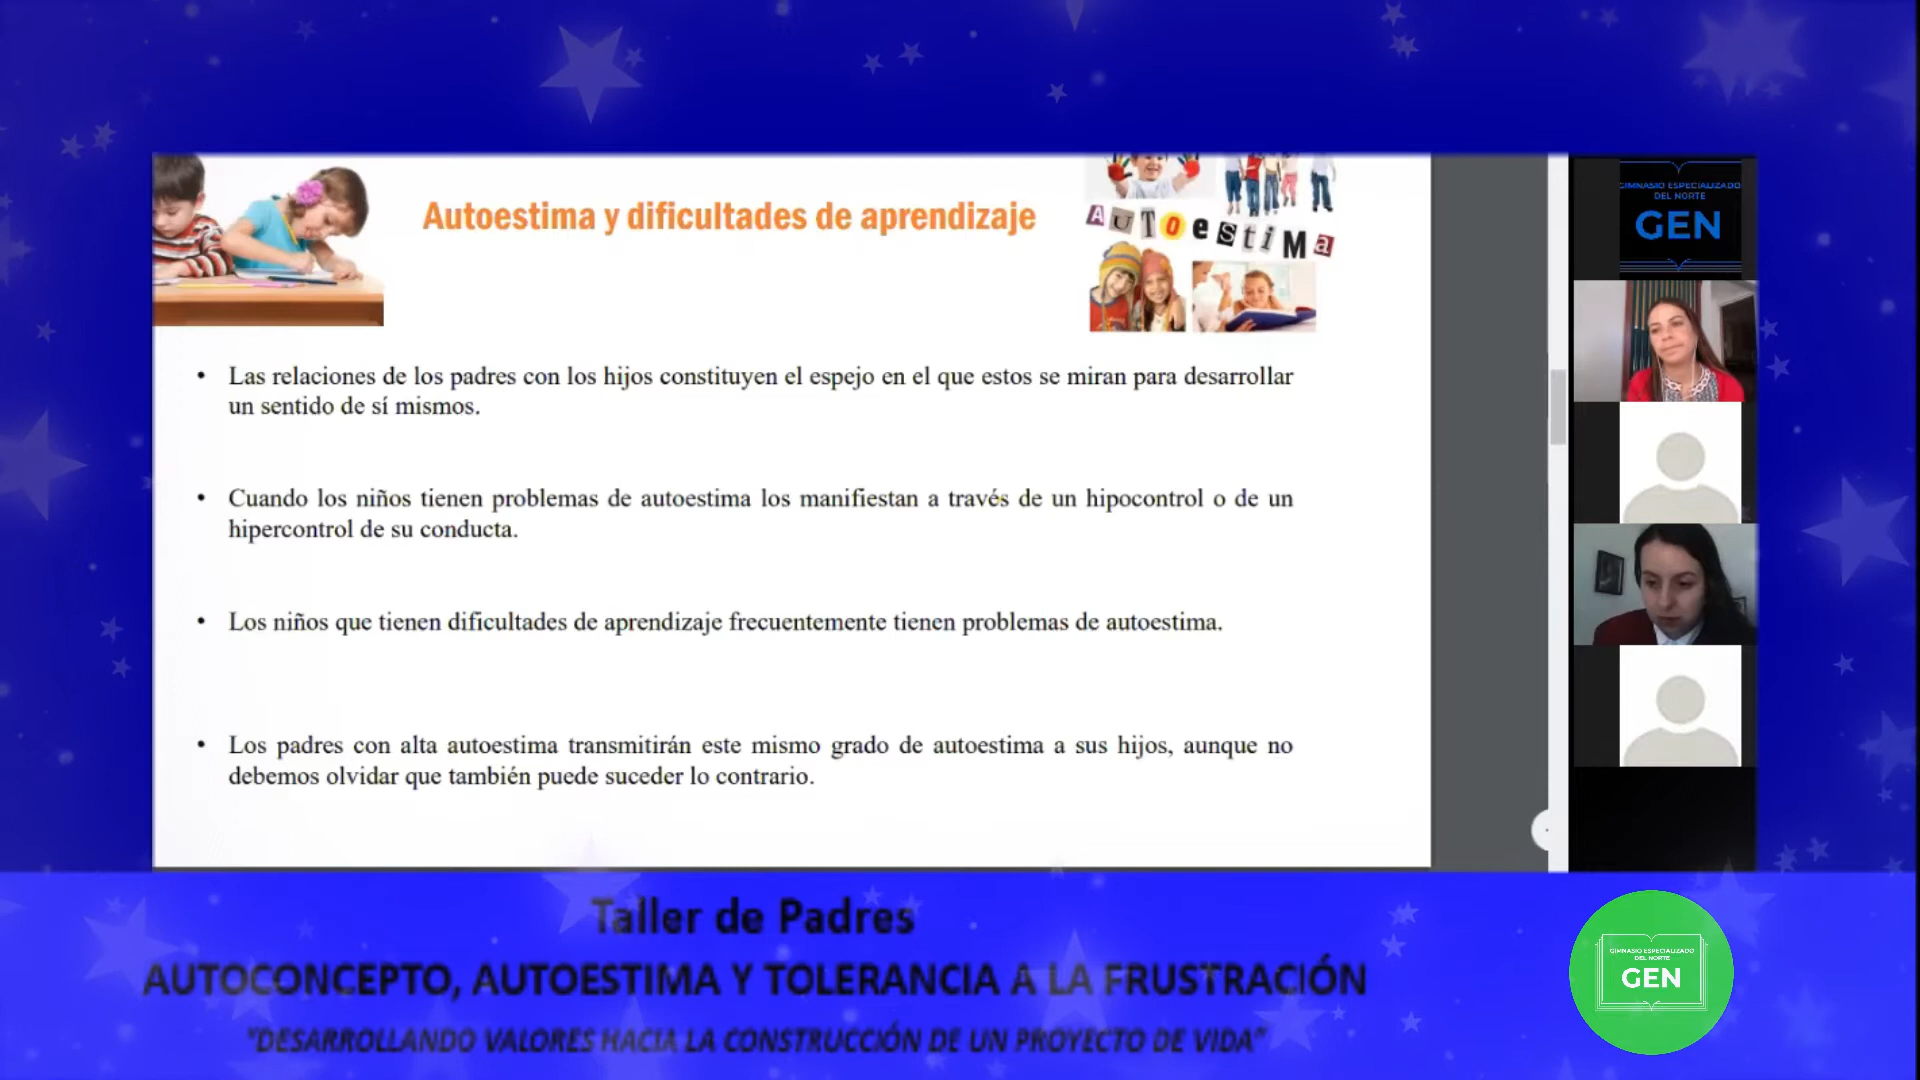 Autoestima y dificultades de aprendizaje
AUToestiMa
• Las relaciones de los padres con los hijos constituyen el espejo en el que estos se miran para desarrollar
un sentido de sí mismos.
• Cuando los niños tienen problemas de autoestima los manifiestan a través de un hipocontrol o de un
hipercontrol de su conducta.
• Los niños que tienen dificultades de aprendizaje frecuentemente tienen problemas de autoestima.
• Los padres con alta autoestima transmitirán este mismo grado de autoestima a sus hijos, aunque no
debemos olvidar que también puede suceder lo contrario.
GIMNASIO ESPECIALIZADO
DEL NORTE
GEN
Taller de Padres
AUTOCONCEPTO, AUTOESTIMA Y TOLERANCIA A LA FRUSTRACIÓN
"DESARROLLANDO VALORES HACIA LA CONSTRUCCIÓN DE UN PROYECTO DE VIDA"
GIMNASIO ESPECIALIZADO
DEL NORTE
GEN